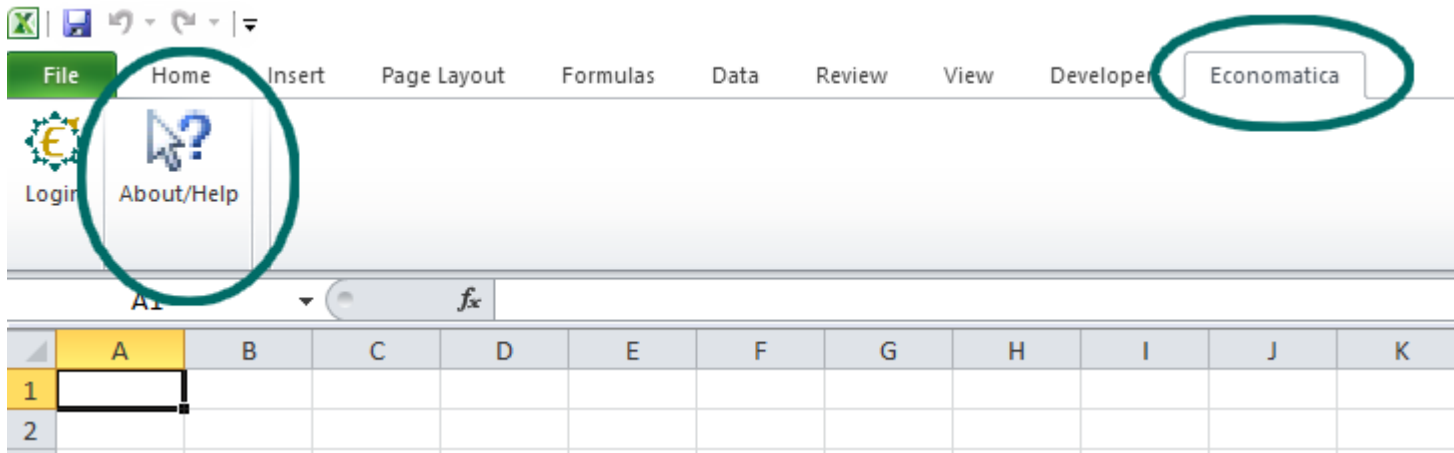 File Home Insert Page Layout Formulas Data Review View Developer Economatica
Login About/Help
A1 fx
A B C D E F G H I J K
1
2